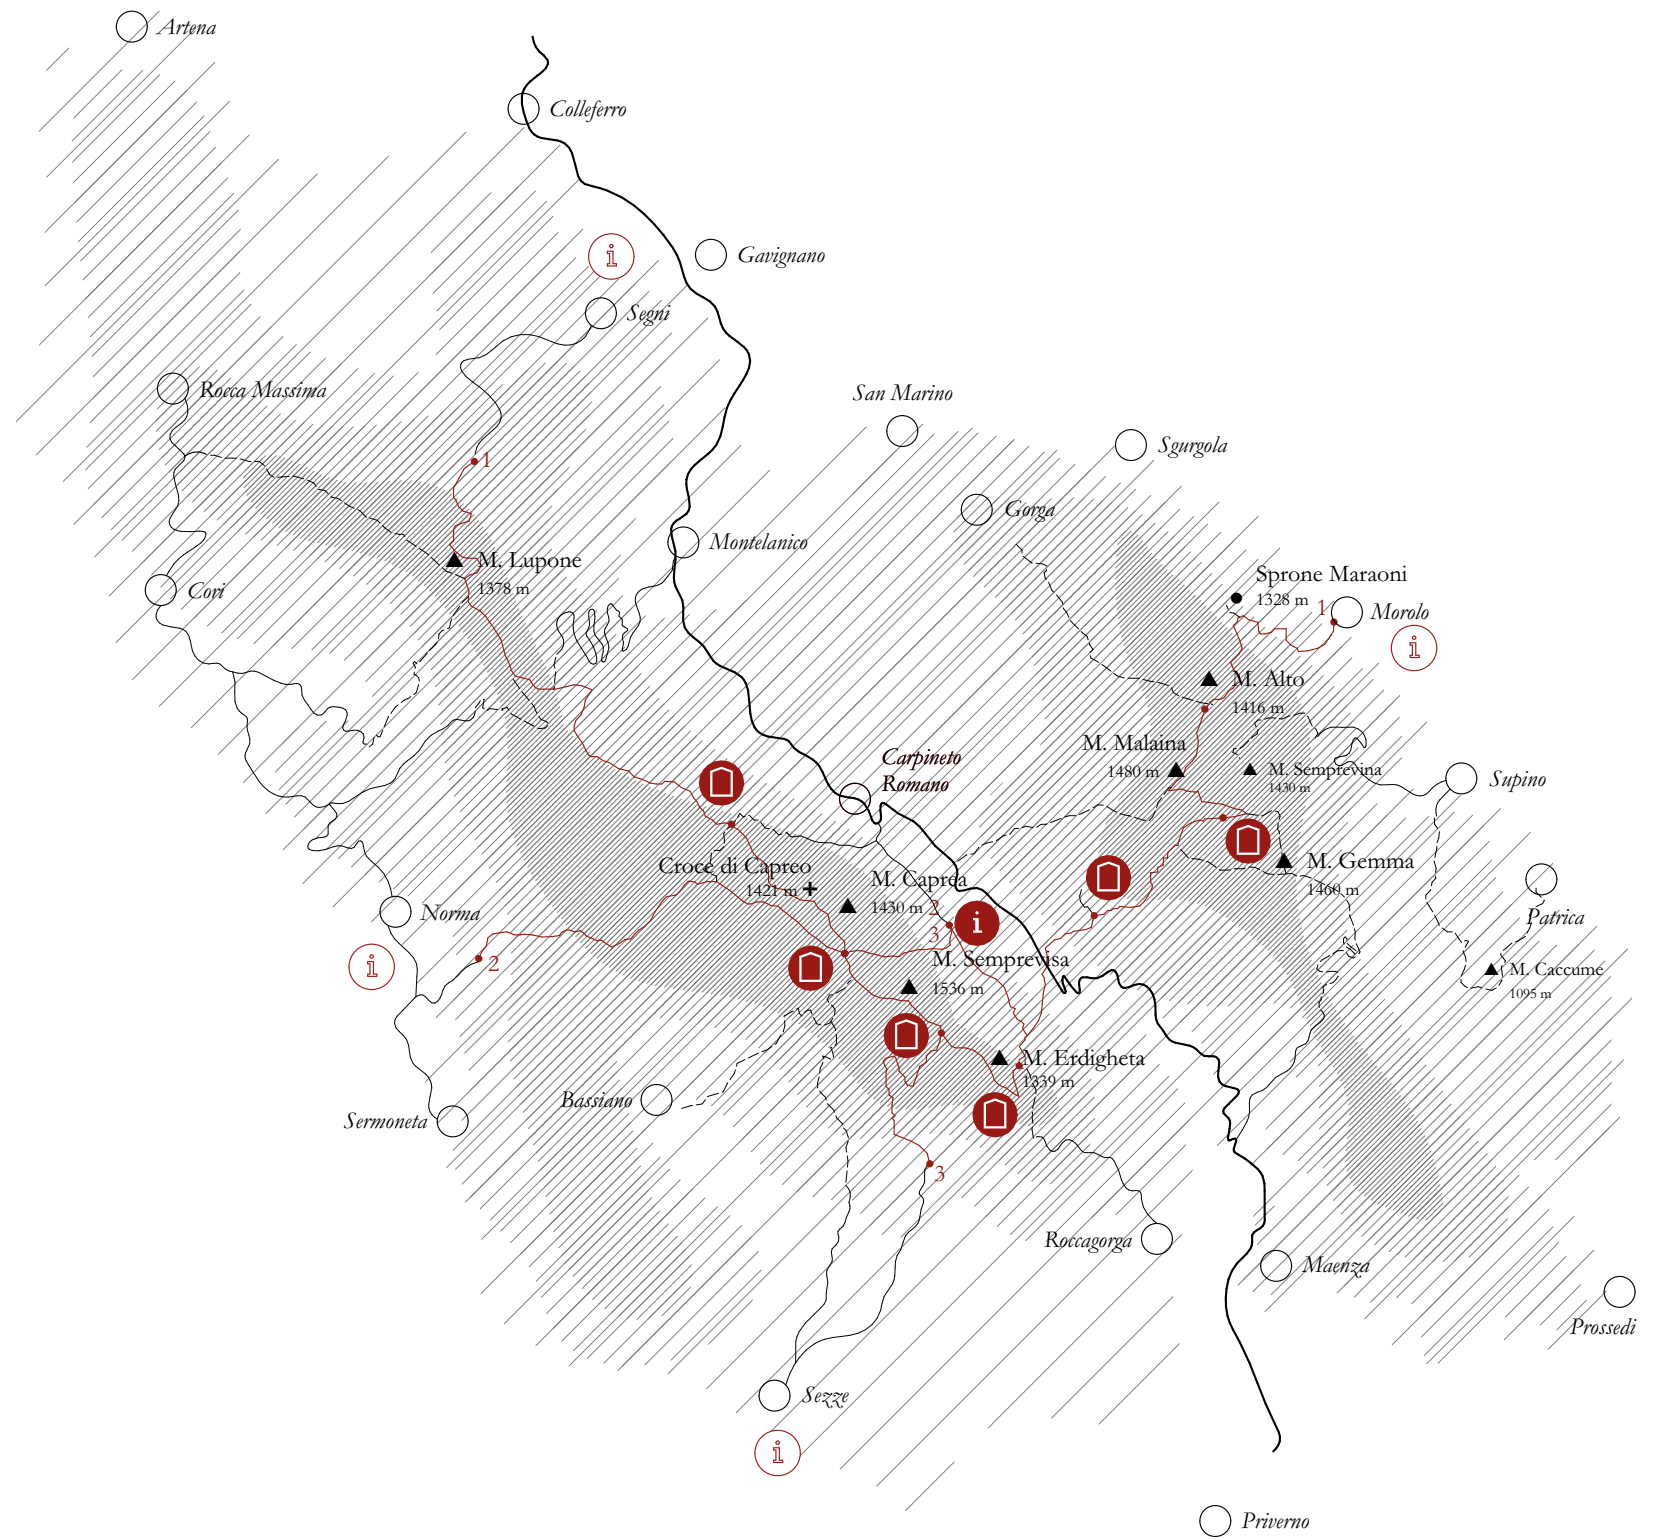 Artena
Colleferro
i
Gavignano
Segni
Rocca Massima
San Marino
Sgurgola
1
Gorga
Montelanico
M. Lupone
1378 m
Cori
Sprone Maraoni
1328 m
1
Morolo
i
M. Alto
1416 m
M. Malaina
1480 m
M. Semprevina
1430 m
Supino
Carpineto
Romano
Croce di Capreo
1421 m
M. Caprea
1430 m
2
3
i
M. Gemma
1460 m
Patrica
Norma
i
2
M. Semprevisa
1536 m
M. Caccume
1095 m
M. Erdigheta
1339 m
Bassiano
Sermoneta
3
Roccagorga
Maenza
Prossedi
Sezze
i
Priverno